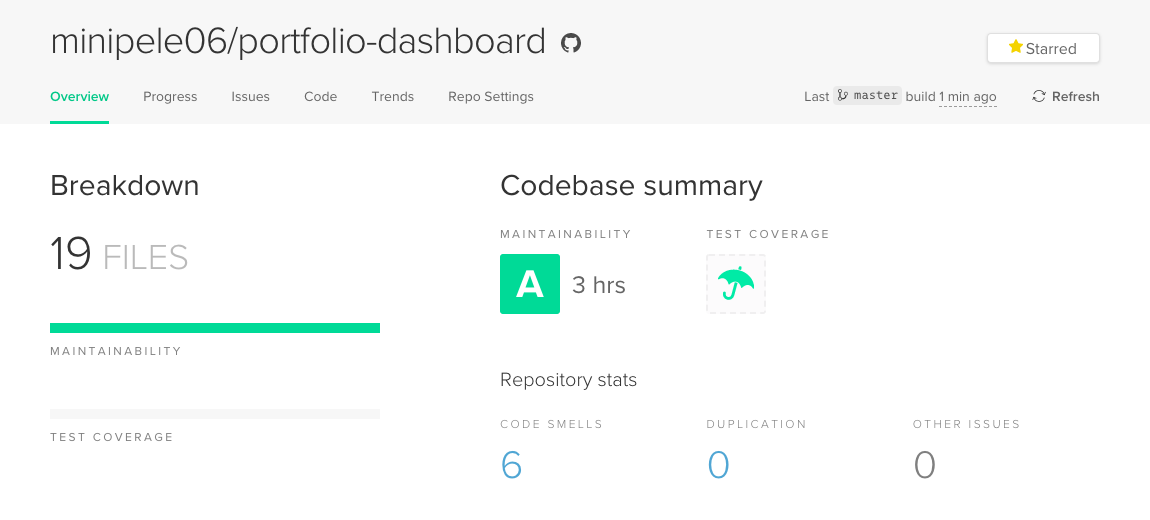 minipele06/portfolio-dashboard
Starred
Overview Progress Issues Code Trends Repo Settings
Last master build 1 min ago Refresh
Breakdown
19 FILES
MAINTAINABILITY
TEST COVERAGE
Codebase summary
MAINTAINABILITY TEST COVERAGE
A 3 hrs
Repository stats
CODE SMELLS DUPLICATION OTHER ISSUES
6 0 0